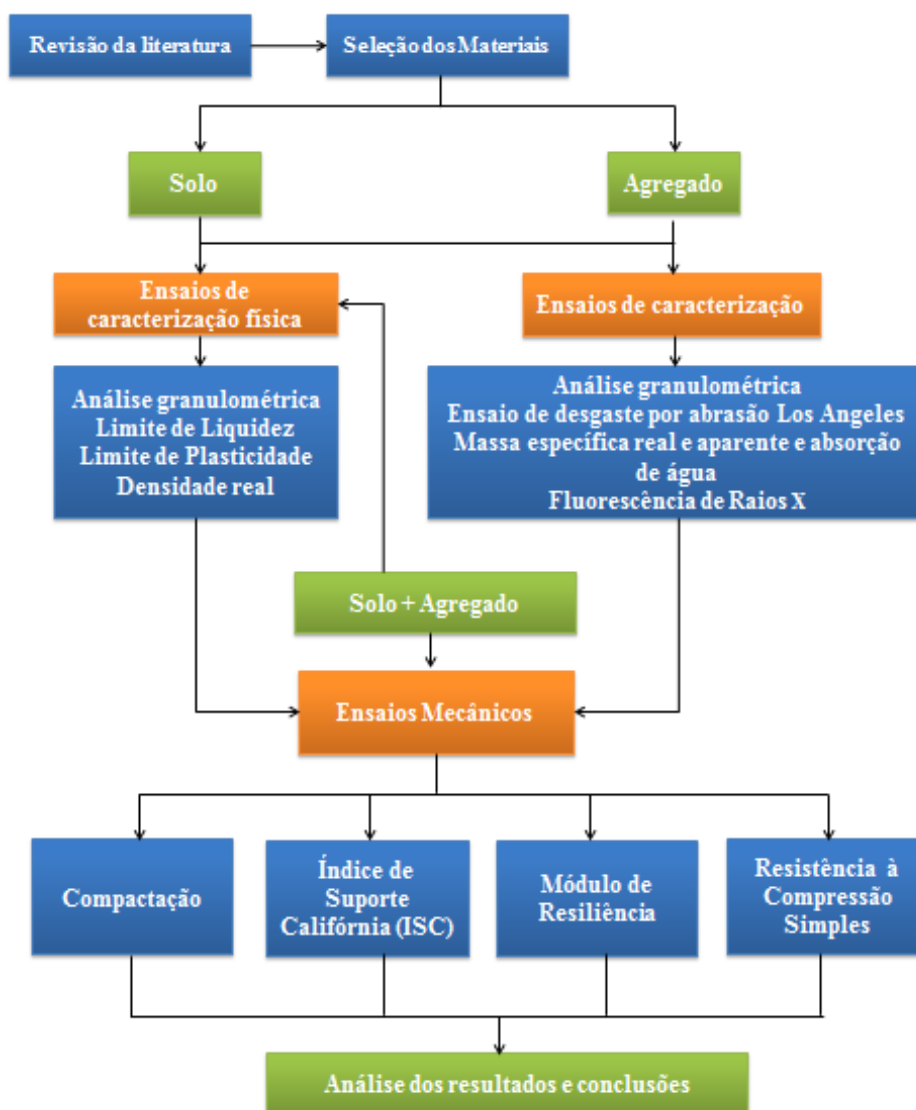 Revisão da literatura
Seleção dos Materiais
Solo
Agregado
Ensaios de
caracterização física
Ensaios de caracterização
Análise granulométrica
Limite de Liquidez
Limite de Plasticidade
Densidade real
Análise granulométrica
Ensaio de desgaste por abrasão Los Angeles
Massa específica real e aparente e absorção
de água
Fluorescência de Raios X
Solo + Agregado
Ensaios Mecânicos
Compactação
Índice de
Suporte
Califórnia (ISC)
Módulo de
Resiliência
Resistência à
Compressão
Simples
Análise dos resultados e conclusões